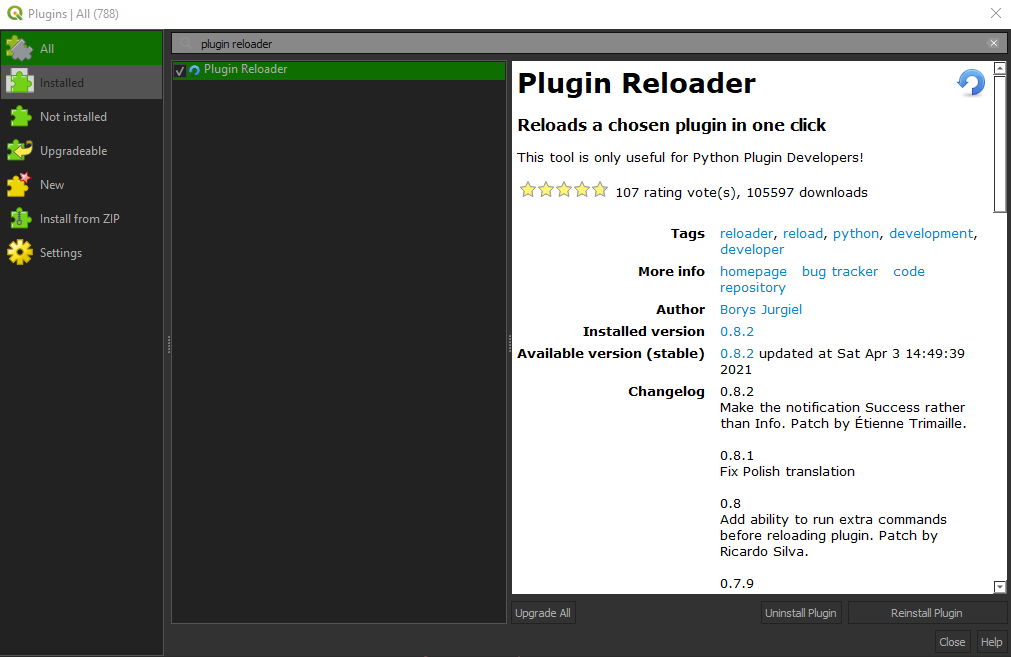 Plugins | All (788)
All
Installed
Not installed
Upgradeable
New
Install from ZIP
Settings
plugin reloader
Plugin Reloader
Plugin Reloader
Reloads a chosen plugin in one click
This tool is only useful for Python Plugin Developers!
107 rating vote(s), 105597 downloads
Tags reloader, reload, python, development,
developer
More info homepage bug tracker code
repository
Author Borys Jurgiel
Installed version 0.8.2
Available version (stable) 0.8.2 updated at Sat Apr 3 14:49:39
2021
Changelog 0.8.2
Make the notification Success rather
than Info. Patch by Étienne Trimaille.
0.8.1
Fix Polish translation
0.8
Add ability to run extra commands
before reloading plugin. Patch by
Ricardo Silva.
0.7.9
Upgrade All Uninstall Plugin Reinstall Plugin
Close Help